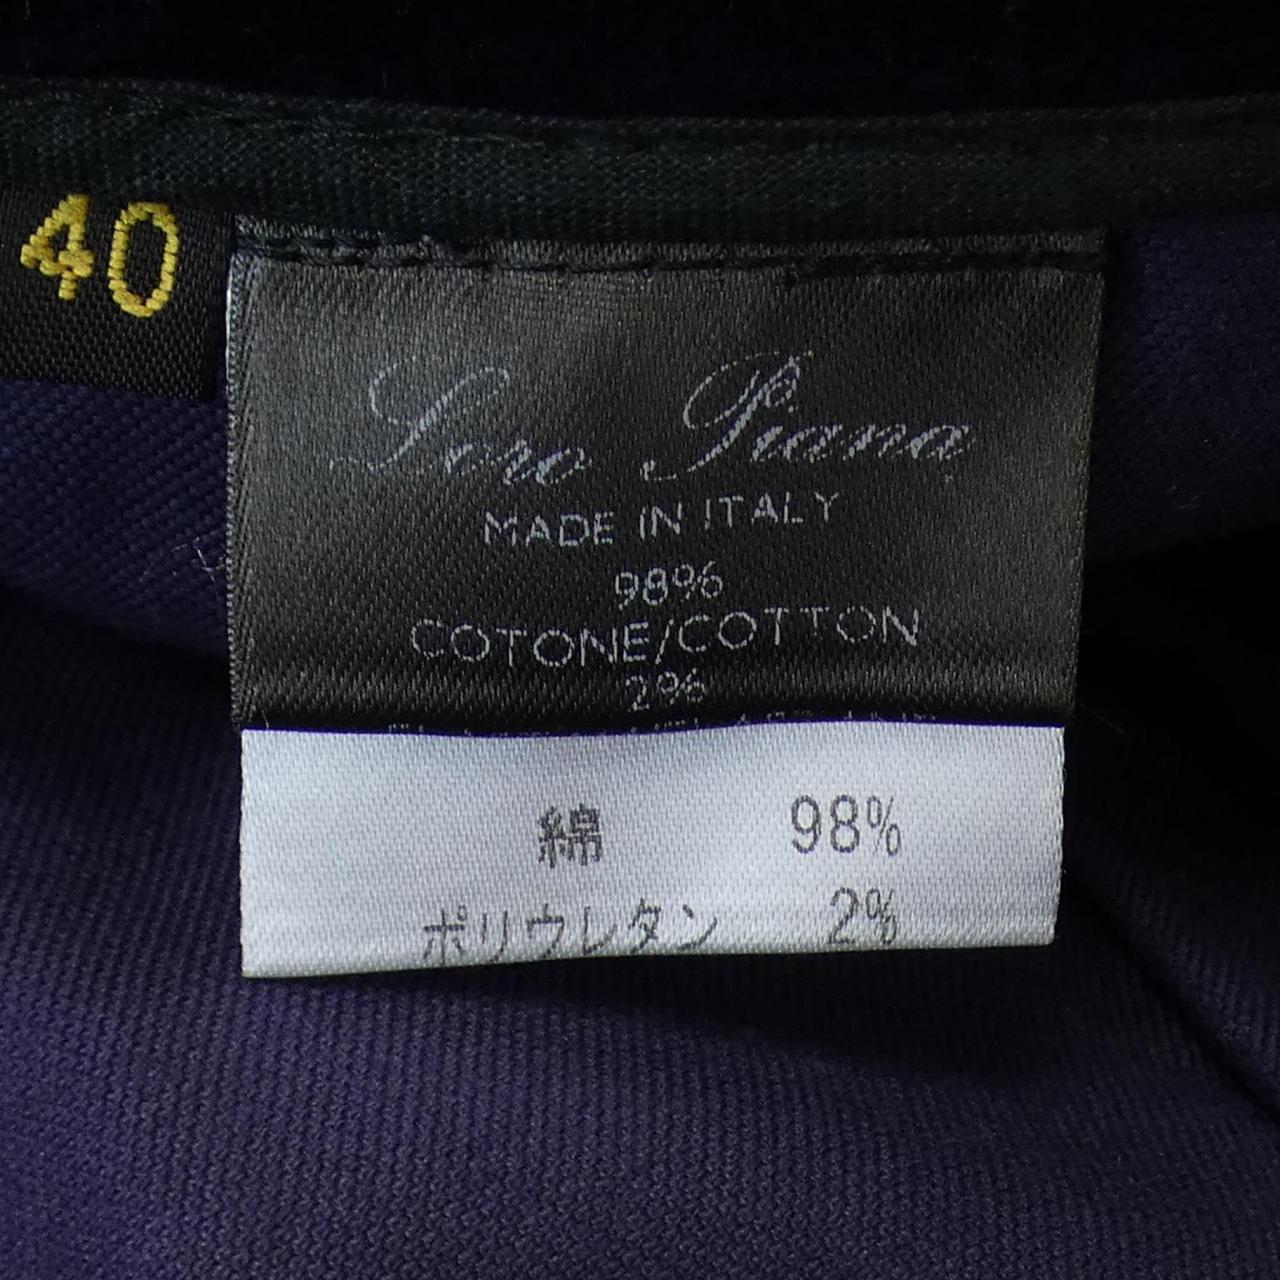 40
Loro Piana
MADE IN ITALY
98%
COTONE/COTTON
2%
綿 98%
ポリウレタン 2%